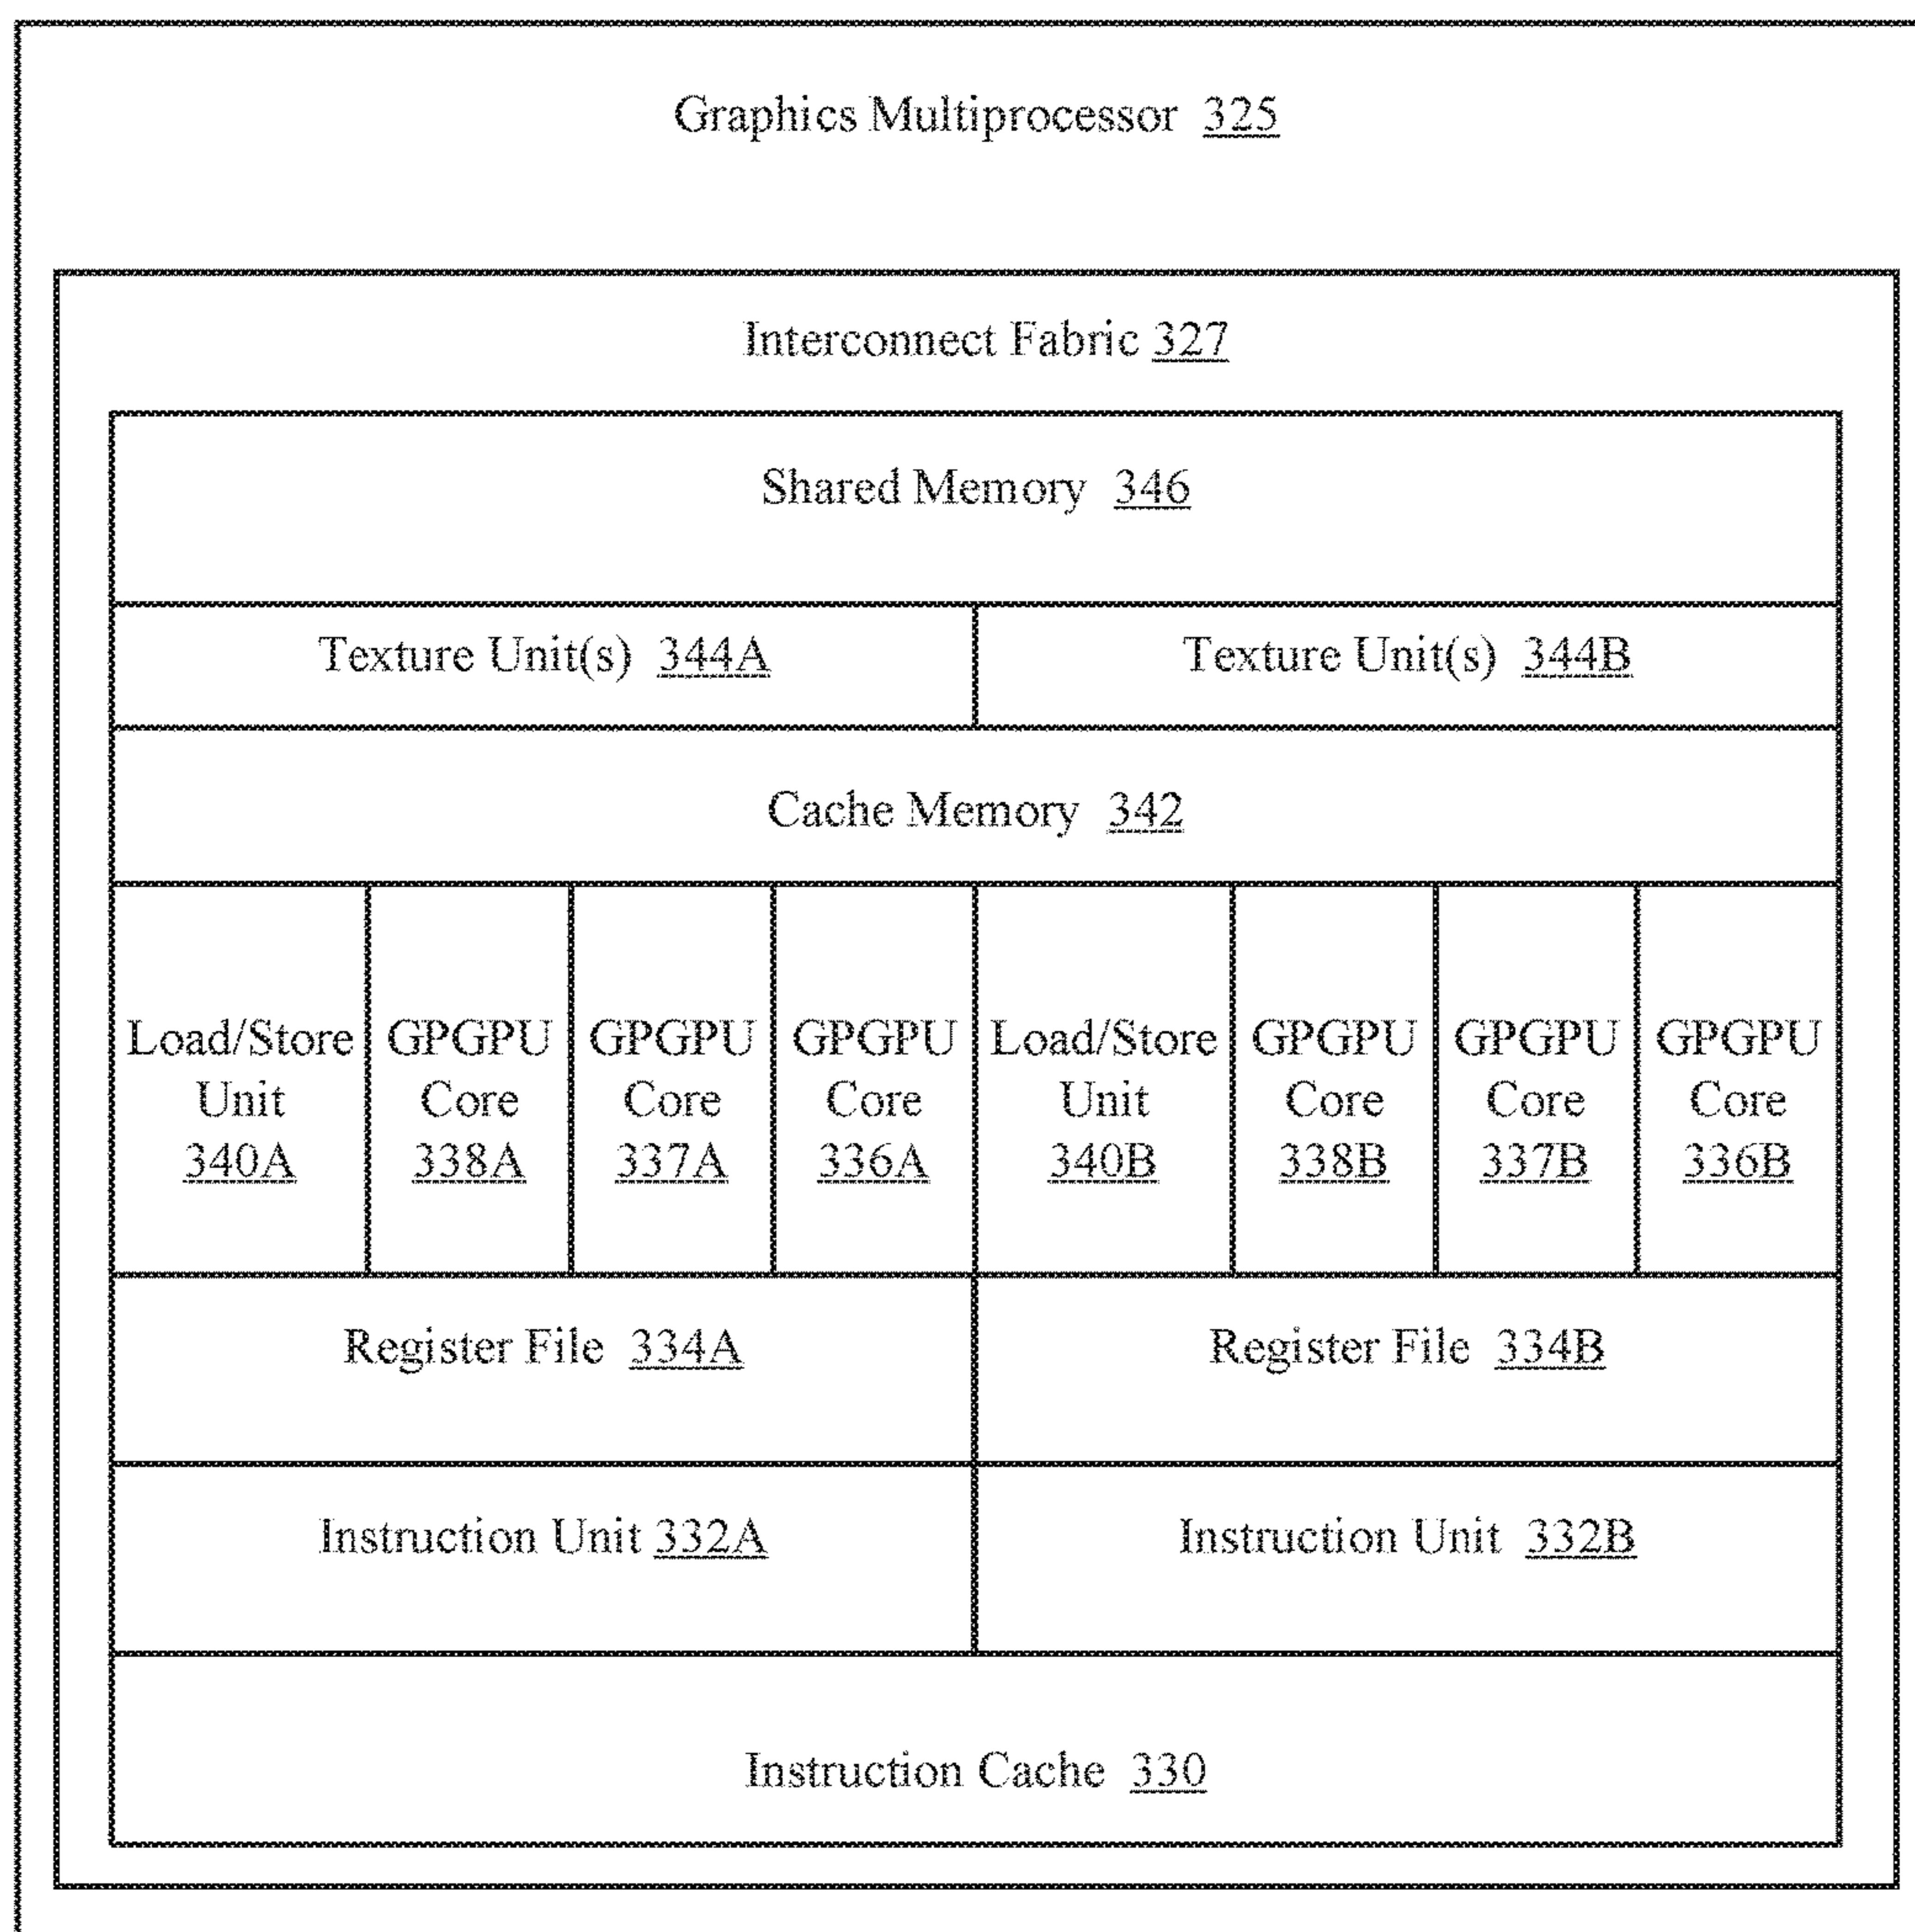 Graphics Multiprocessor 325
Interconnect Fabric 327
Shared Memory 346
Texture Unit(s) 344A
Texture Unit(s) 344B
Cache Memory 342
Load/Store
Unit
340A
GPGPU
Core
338A
GPGPU
Core
337A
GPGPU
Core
336A
Load/Store
Unit
340B
GPGPU
Core
338B
GPGPU
Core
337B
GPGPU
Core
336B
Register File 334A
Register File 334B
Instruction Unit 332A
Instruction Unit 332B
Instruction Cache 330